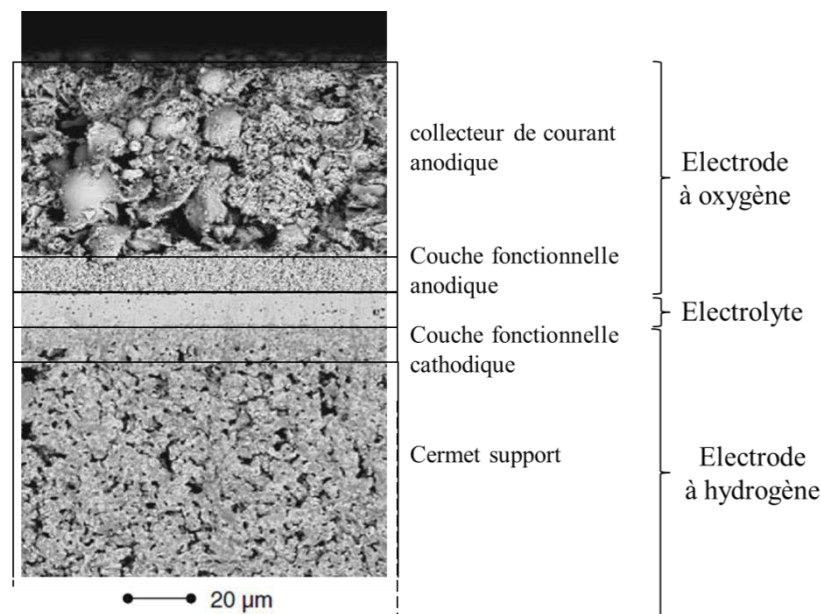 collecteur de courant
anodique
Electrode
à oxygène
Couche fonctionnelle
anodique
Electrolyte
Couche fonctionnelle
cathodique
Cermet support
Electrode
à hydrogène
20 µm